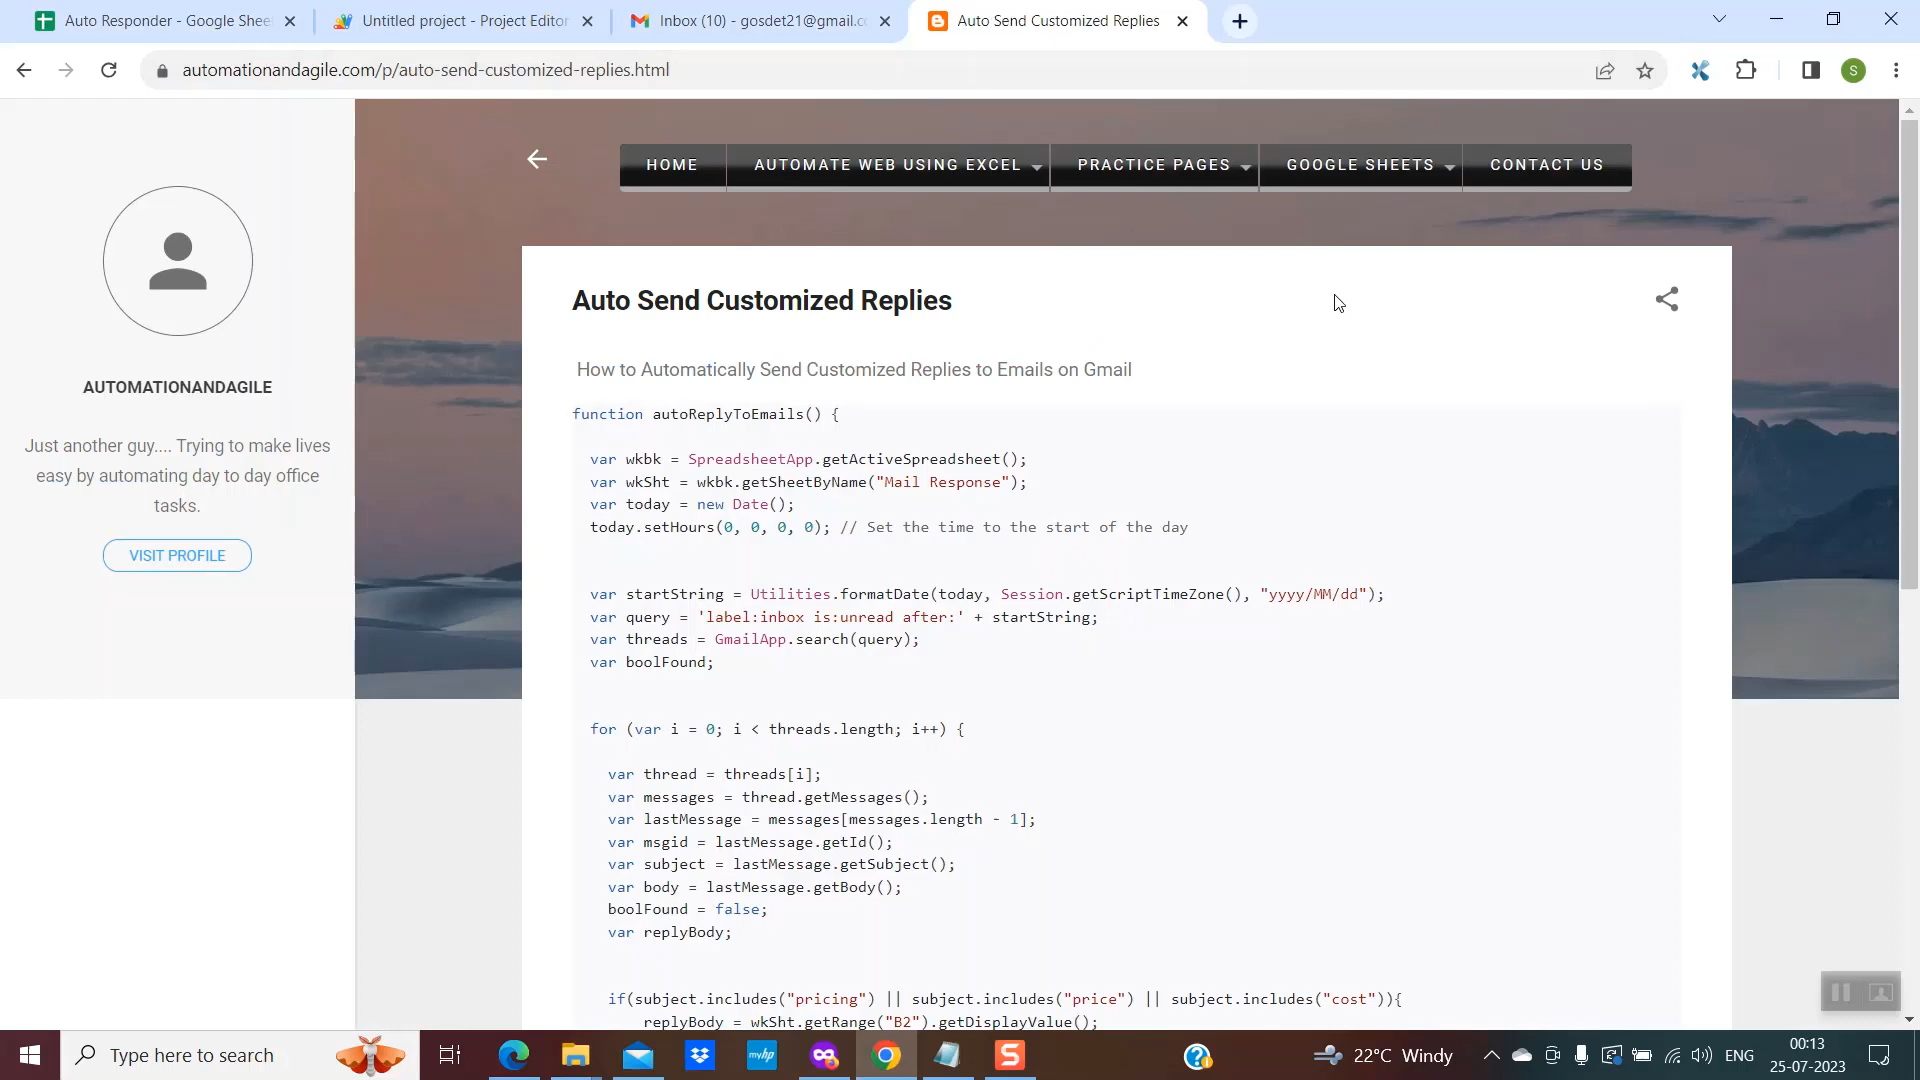 Auto Responder - Google Shee
Untitled project - Project Editor
Inbox (10) - gosdet21@gmail.co
Auto Send Customized Replies
automationandagile.com/p/auto-send-customized-replies.html
S
HOME
AUTOMATE WEB USING EXCEL
PRACTICE PAGES
GOOGLE SHEETS
CONTACT US
AUTOMATIONANDAGILE
Just another guy.... Trying to make lives
easy by automating day to day office
tasks.
VISIT PROFILE
Auto Send Customized Replies
How to Automatically Send Customized Replies to Emails on Gmail
function autoReplyToEmails() {
var wkbk = SpreadsheetApp.getActiveSpreadsheet();
var wkSht = wkbk.getSheetByName("Mail Response");
var today = new Date();
today.setHours(0, 0, 0, 0); // Set the time to the start of the day
var startString = Utilities.formatDate(today, Session.getScriptTimeZone(), "yyyy/MM/dd");
var query = 'label:inbox is:unread after:' + startString;
var threads = GmailApp.search(query);
var boolFound;
for (var i = 0; i < threads.length; i++) {
var thread = threads[i];
var messages = thread.getMessages();
var lastMessage = messages[messages.length - 1];
var msgid = lastMessage.getId();
var subject = lastMessage.getSubject();
var body = lastMessage.getBody();
boolFound = false;
var replyBody;
if(subject.includes("pricing") || subject.includes("price") || subject.includes("cost")){
replyBody = wkSht.getRange("B2").getDisplayValue();
Type here to search
myhp
S
22°C Windy
ENG
00:13
25-07-2023